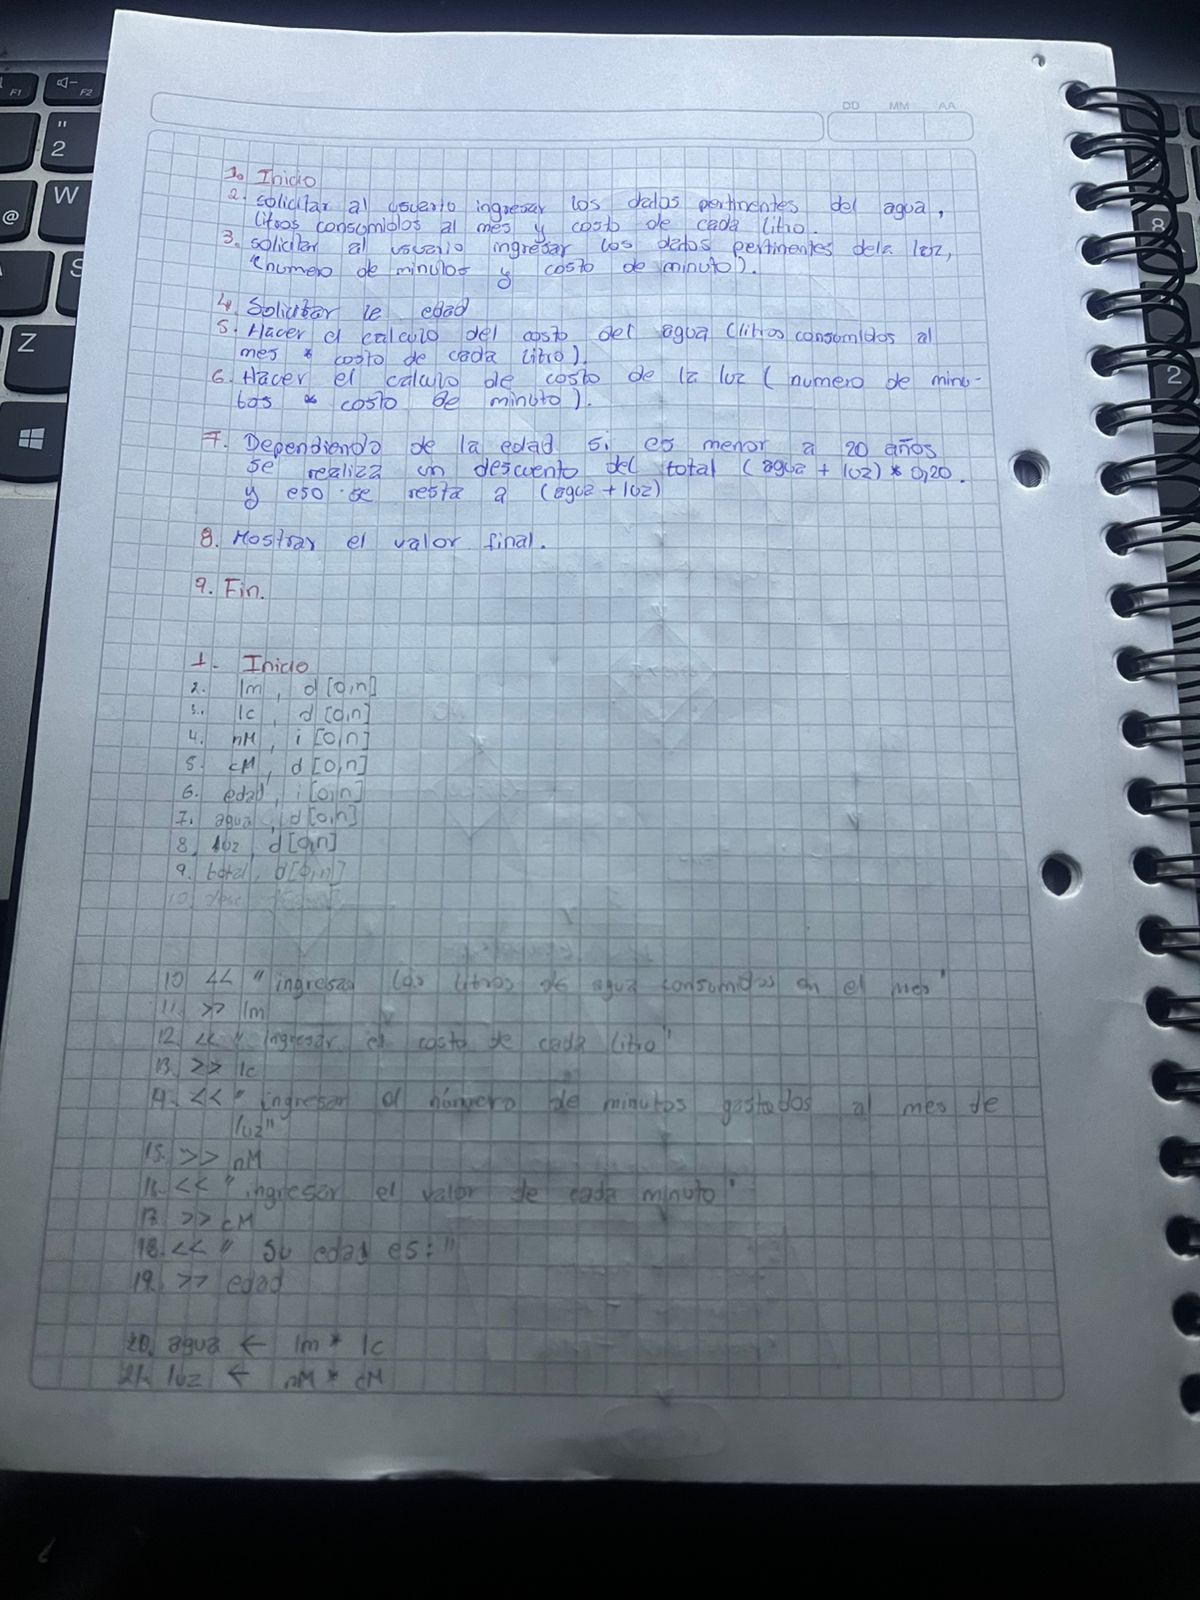 DD MM AA
1. Inicio
2. solicitar al usuario ingresar los datos pertinentes del agua,
litros consumidos al mes y costo de cada litro.
3. solicitar al usuario ingresar los datos pertinentes dela luz,
(numero de minutos y costo de minuto).
4. Solicitar le edad
5. Hacer el calculo del costo del agua (litros consumidos al
mes * costo de cada litro).
6. Hacer el calculo de costo de la luz (numero de minu-
tos * costo de minuto).
7. Dependiendo de la edad si es menor a 20 años
se realiza un descuento del total (agua + luz) * 0,20.
y eso se resta a (agua + luz)
8. Mostrar el valor final.
9. Fin.
1. Inicio
2. lm, d [0,n]
3. lc, d [0,n]
4. nM, i [0,n]
5. cM, d [0,n]
6. edad, i [0,n]
7. agua, d [0,n]
8. luz, d [0,n]
9. total, d [0,n]
10 << "ingresar los litros de agua consumidos en el mes"
11. >> lm
12. << "ingresar el costo de cada litro"
13. >> lc
14. << "ingresar el número de minutos gastados al mes de
luz"
15. >> nM
16. << "ingresar el valor de cada minuto"
17. >> cM
18. << " Su edad es:"
19. >> edad
20. agua ← lm * lc
21. luz ← nM * cM
F1
F2
"
2
W
@
S
Z
8
2